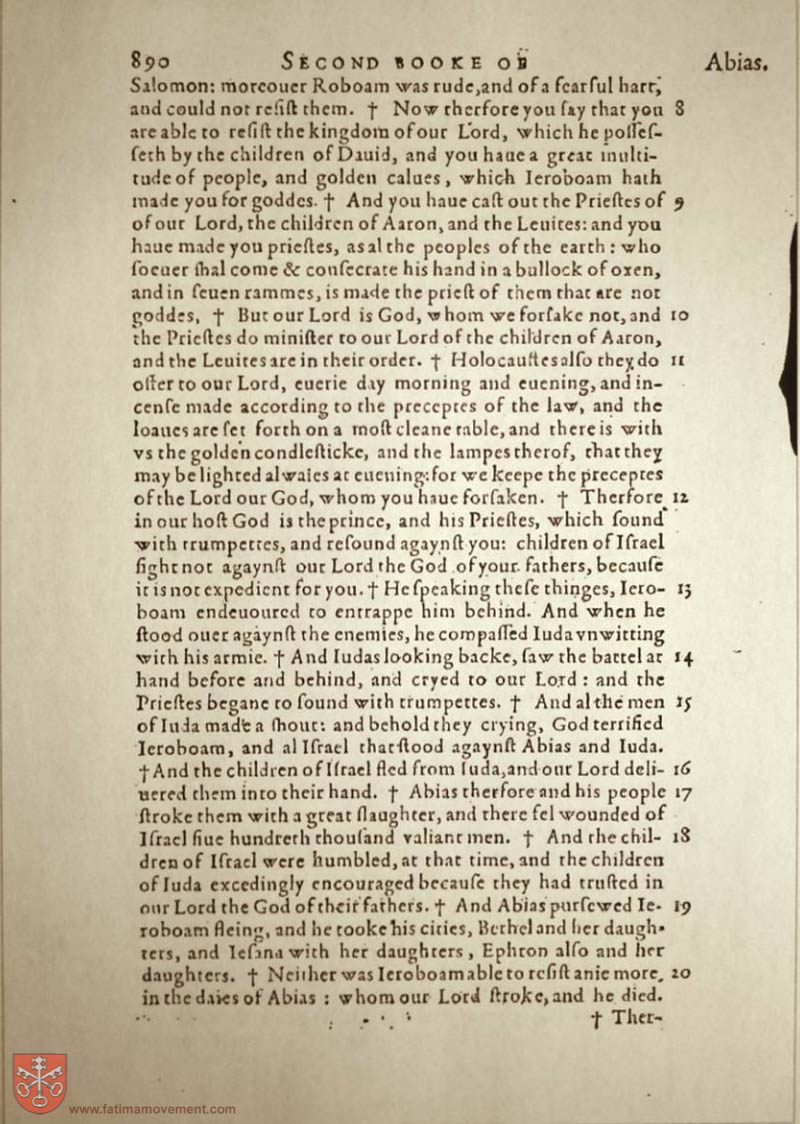 890 SECOND BOOKE OB Abias.
Salomon: moreouer Roboam was rude, and of a fearful hart,
and could not reſiſt them. † Now therfore you ſay that you 8
are able to reſiſt the kingdom of our Lord, which he poſſeſ-
ſeth by the children of Dauid, and you haue a great multi-
tude of people, and golden calues, which Ieroboam hath
made you for goddes. † And you haue caſt out the Prieſtes of 9
of our Lord, the children of Aaron, and the Leuites: and you
haue made you prieſtes, as al the peoples of the earth: who
ſoeuer ſhal come & conſecrate his hand in a bullock of oxen,
and in ſeuen rammes, is made the prieſt of them that are not
goddes, † But our Lord is God, whom we forſake not, and 10
the Prieſtes do miniſter to our Lord of the children of Aaron,
and the Leuites are in their order. † Holocauſtes alſo they do 11
offer to our Lord, euerie day morning and euening, and in-
cenſe made according to the preceptes of the law, and the
loaues are ſet forth on a moſt cleane table, and there is with
vs the golden condleſticke, and the lampes therof, that they
may be lighted alwaies at euening: for we keepe the preceptes
of the Lord our God, whom you haue forſaken. † Therfore 12
in our hoſt God is the prince, and his Prieſtes, which ſound
with trumpettes, and reſound agaynſt you: children of Iſrael
fight not agaynſt our Lord the God of your fathers, becauſe
it is not expedient for you. † He ſpeaking theſe thinges, Iero- 13
boam endeuoured to entrappe him behind. And when he
ſtood ouer agaynſt the enemies, he compaſſed Iuda vnwitting
with his armie. † And Iudas looking backe, ſaw the battel at 14
hand before and behind, and cryed to our Lord: and the
Prieſtes begane to ſound with trumpettes. † And al the men 15
of Iuda made a ſhout: and behold they crying, God terrified
Ieroboam, and al Iſrael that ſtood agaynſt Abias and Iuda.
† And the children of Iſrael fled from Iuda, and our Lord deli- 16
uered them into their hand. † Abias therfore and his people 17
ſtroke them with a great ſlaughter, and there fel wounded of
Iſrael fiue hundreth thouſand valiant men. † And the chil- 18
dren of Iſrael were humbled, at that time, and the children
of Iuda excedingly encouraged becauſe they had truſted in
our Lord the God of their fathers. † And Abias purſewed Ie- 19
roboam fleing, and he tooke his cities, Bethel and her daugh-
ters, and Ieſana with her daughters, Ephron alſo and her
daughters. † Neither was Ieroboam able to reſiſt anie more, 20
in the daies of Abias: whom our Lord ſtroke, and he died.
† Ther-
www.fatimamovement.com